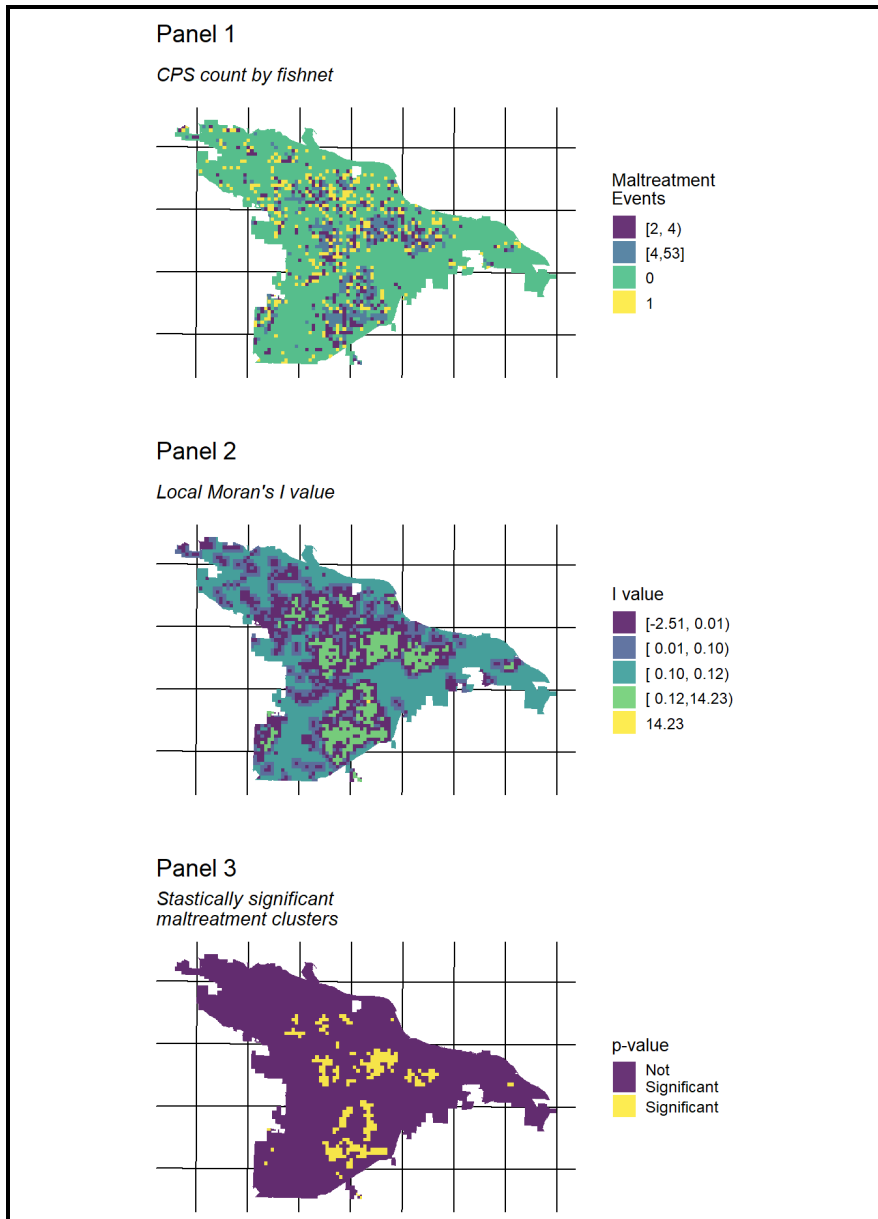 Panel 1
CPS count by fishnet
Maltreatment
Events
[2, 4)
[4,53]
0
1
Panel 2
Local Moran's I value
I value
[-2.51, 0.01)
[ 0.01, 0.10)
[ 0.10, 0.12)
[ 0.12,14.23)
14.23
Panel 3
Stastically significant
maltreatment clusters
p-value
Not
Significant
Significant